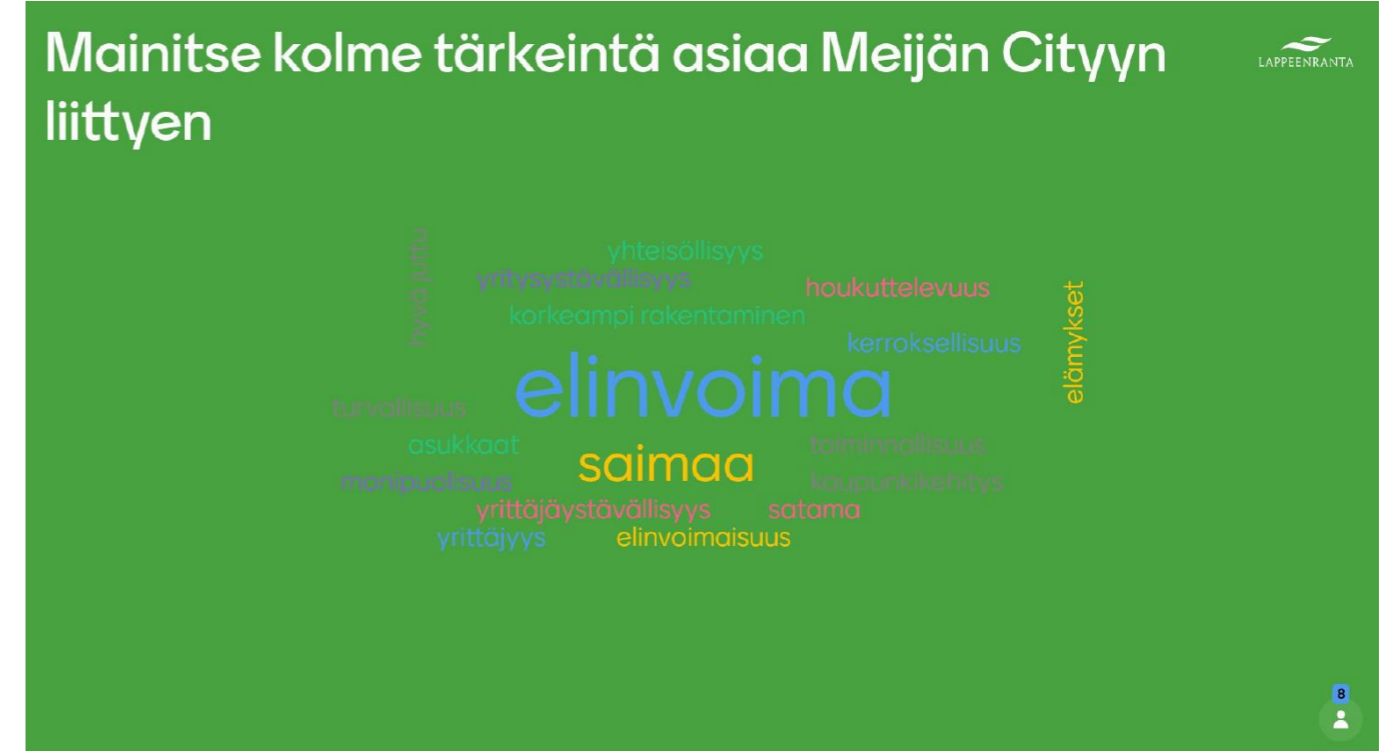 Mainitse kolme tärkeintä asiaa Meijän Cityyn
liittyen
LAPPEENRANTA
hyvä juttu
yhteisöllisyys
yritysystävällisyys
houkuttelevuus
elämykset
korkeampi rakentaminen
kerroksellisuus
elinvoima
turvallisuus
asukkaat
saimaa
toiminnallisuus
monipuolisuus
kaupunkikehitys
yrittäjäystävällisyys
satama
yrittäjyys
elinvoimaisuus
8